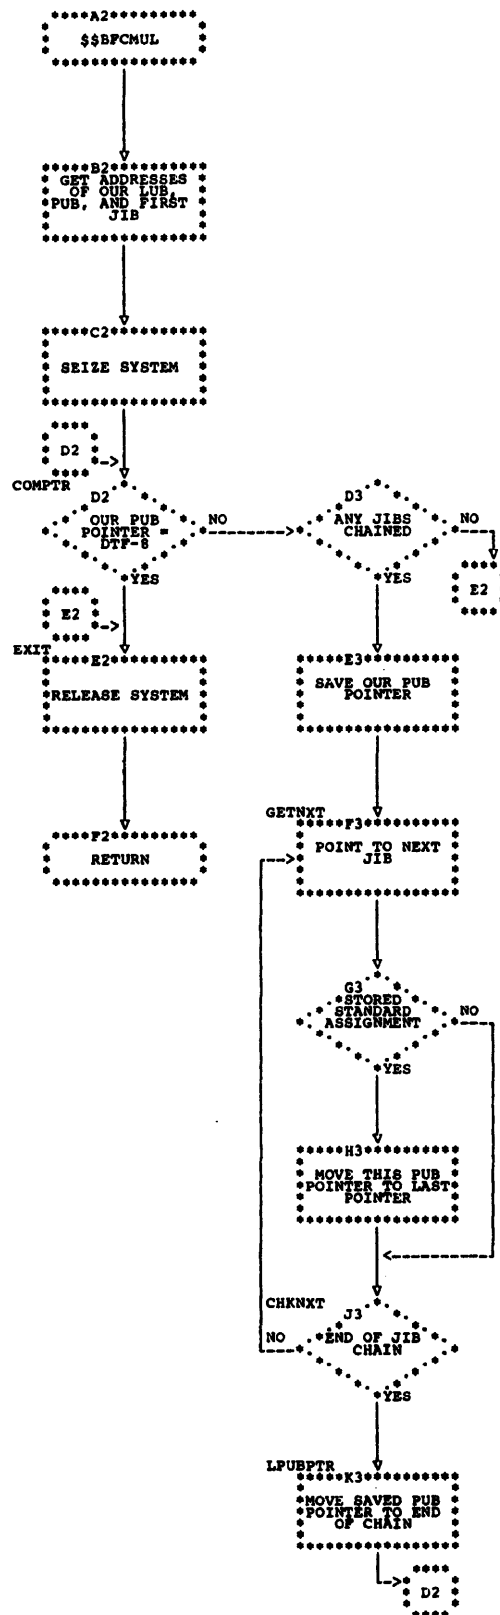 A2
$$BFCMUL
B2
GET ADDRESSES
OF OUR LUB,
PUB, AND FIRST
JIB
C2
SEIZE SYSTEM
D2
COMPTR
D2
OUR PUB
POINTER =
DTF-8
NO
YES
D3
ANY JIBS
CHAINED
NO
YES
E2
E2
EXIT
E2
RELEASE SYSTEM
E3
SAVE OUR PUB
POINTER
F2
RETURN
GETNXT
F3
POINT TO NEXT
JIB
G3
STORED
STANDARD
ASSIGNMENT
NO
YES
H3
MOVE THIS PUB
POINTER TO LAST
POINTER
CHKNXT
J3
END OF JIB
CHAIN
NO
YES
LPUBPTR
K3
MOVE SAVED PUB
POINTER TO END
OF CHAIN
D2